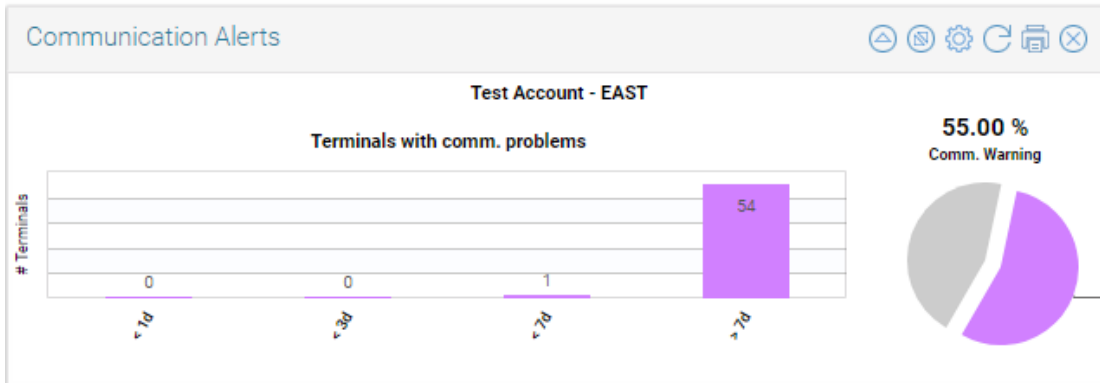 Communication Alerts
Test Account - EAST
Terminals with comm. problems
55.00 %
Comm. Warning
# Terminals
0
0
1
54
< 1d
< 3d
< 7d
> 7d